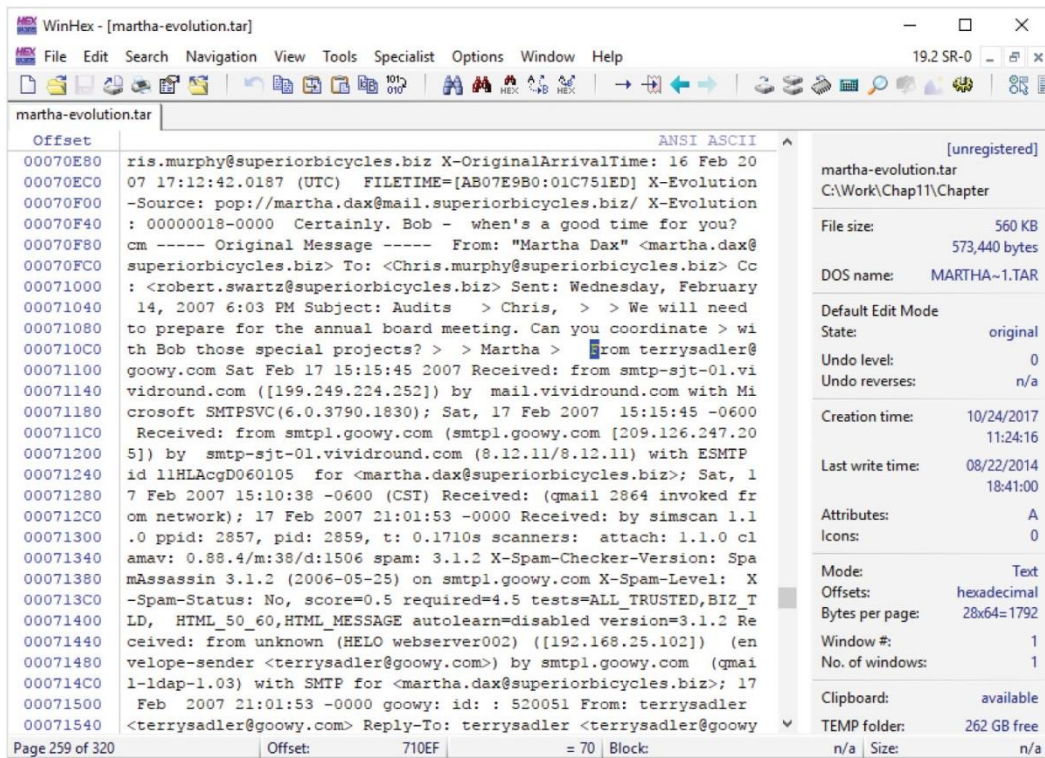 WinHex - [martha-evolution.tar]
File Edit Search Navigation View Tools Specialist Options Window Help 19.2 SR-0
martha-evolution.tar
Offset ANSI ASCII
00070E80 ris.murphy@superiorbicycles.biz X-OriginalArrivalTime: 16 Feb 20
00070EC0 07 17:12:42.0187 (UTC) FILETIME=[AB07E9B0:01C751ED] X-Evolution
00070F00 -Source: pop://martha.dax@mail.superiorbicycles.biz/ X-Evolution
00070F40 : 00000018-0000 Certainly. Bob - when's a good time for you?
00070F80 cm ----- Original Message ----- From: "Martha Dax" <martha.dax@
00070FC0 superiorbicycles.biz> To: <Chris.murphy@superiorbicycles.biz> Cc
00071000 : <robert.swartz@superiorbicycles.biz> Sent: Wednesday, February
00071040 14, 2007 6:03 PM Subject: Audits > Chris, > > We will need
00071080 to prepare for the annual board meeting. Can you coordinate > wi
000710C0 th Bob those special projects? > > Martha > From terrysadler@
00071100 goowy.com Sat Feb 17 15:15:45 2007 Received: from smtp-sjt-01.vi
00071140 vidround.com ([199.249.224.252]) by mail.vividround.com with Mi
00071180 crosoft SMTPSVC(6.0.3790.1830); Sat, 17 Feb 2007 15:15:45 -0600
000711C0 Received: from smtp1.goowy.com (smtp1.goowy.com [209.126.247.20
00071200 5]) by smtp-sjt-01.vividround.com (8.12.11/8.12.11) with ESMTP
00071240 id l1HLAcgD060105 for <martha.dax@superiorbicycles.biz>; Sat, 1
00071280 7 Feb 2007 15:10:38 -0600 (CST) Received: (qmail 2864 invoked fr
000712C0 om network); 17 Feb 2007 21:01:53 -0000 Received: by simscan 1.1
00071300 .0 ppid: 2857, pid: 2859, t: 0.1710s scanners: attach: 1.1.0 cl
00071340 amav: 0.88.4/m:38/d:1506 spam: 3.1.2 X-Spam-Checker-Version: Spa
00071380 mAssassin 3.1.2 (2006-05-25) on smtp1.goowy.com X-Spam-Level: X
000713C0 -Spam-Status: No, score=0.5 required=4.5 tests=ALL_TRUSTED,BIZ_T
00071400 LD, HTML_50_60,HTML_MESSAGE autolearn=disabled version=3.1.2 Re
00071440 ceived: from unknown (HELO webserver002) ([192.168.25.102]) (en
00071480 velope-sender <terrysadler@goowy.com>) by smtp1.goowy.com (qmai
000714C0 l-ldap-1.03) with SMTP for <martha.dax@superiorbicycles.biz>; 17
00071500 Feb 2007 21:01:53 -0000 goowy: id: : 520051 From: terrysadler
00071540 <terrysadler@goowy.com> Reply-To: terrysadler <terrysadler@goowy
[unregistered]
martha-evolution.tar
C:\Work\Chap11\Chapter
File size: 560 KB
573,440 bytes
DOS name: MARTHA~1.TAR
Default Edit Mode
State: original
Undo level: 0
Undo reverses: n/a
Creation time: 10/24/2017
11:24:16
Last write time: 08/22/2014
18:41:00
Attributes: A
Icons: 0
Mode: Text
Offsets: hexadecimal
Bytes per page: 28x64=1792
Window #: 1
No. of windows: 1
Clipboard: available
TEMP folder: 262 GB free
Page 259 of 320 Offset: 710EF = 70 Block: n/a Size: n/a